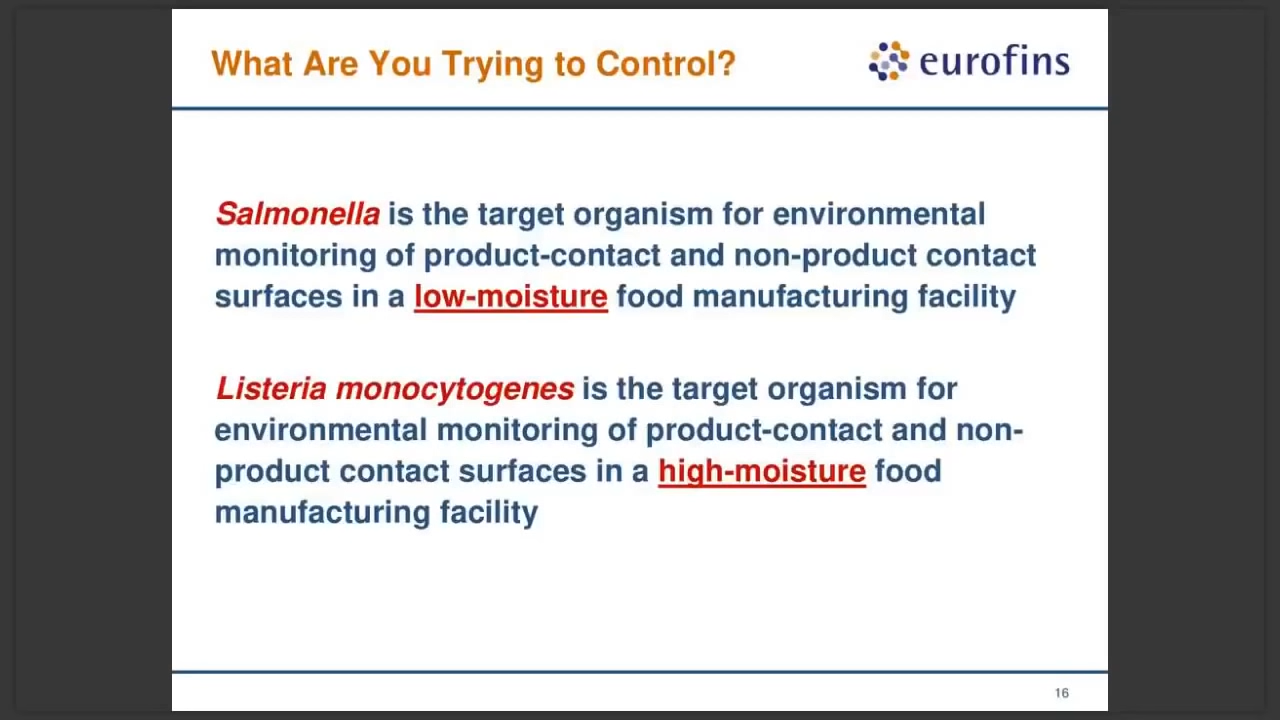 What Are You Trying to Control?
eurofins
Salmonella is the target organism for environmental
monitoring of product-contact and non-product contact
surfaces in a low-moisture food manufacturing facility
Listeria monocytogenes is the target organism for
environmental monitoring of product-contact and non-
product contact surfaces in a high-moisture food
manufacturing facility
16